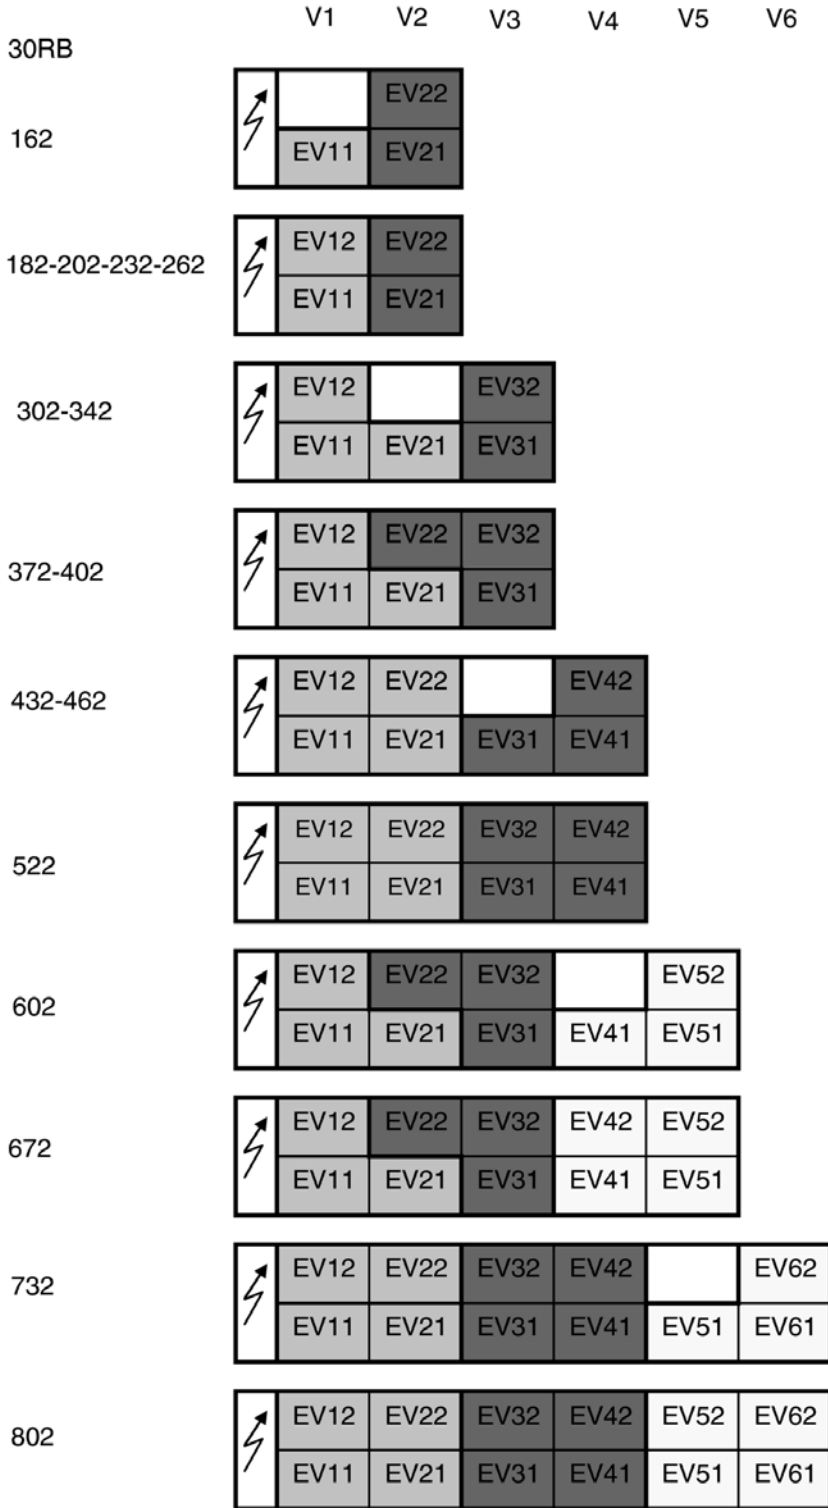 V1 V2 V3 V4 V5 V6
30RB
162
EV22
EV11 EV21
182-202-232-262
EV12 EV22
EV11 EV21
302-342
EV12 EV32
EV11 EV21 EV31
372-402
EV12 EV22 EV32
EV11 EV21 EV31
432-462
EV12 EV22 EV42
EV11 EV21 EV31 EV41
522
EV12 EV22 EV32 EV42
EV11 EV21 EV31 EV41
602
EV12 EV22 EV32 EV52
EV11 EV21 EV31 EV41 EV51
672
EV12 EV22 EV32 EV42 EV52
EV11 EV21 EV31 EV41 EV51
732
EV12 EV22 EV32 EV42 EV62
EV11 EV21 EV31 EV41 EV51 EV61
802
EV12 EV22 EV32 EV42 EV52 EV62
EV11 EV21 EV31 EV41 EV51 EV61